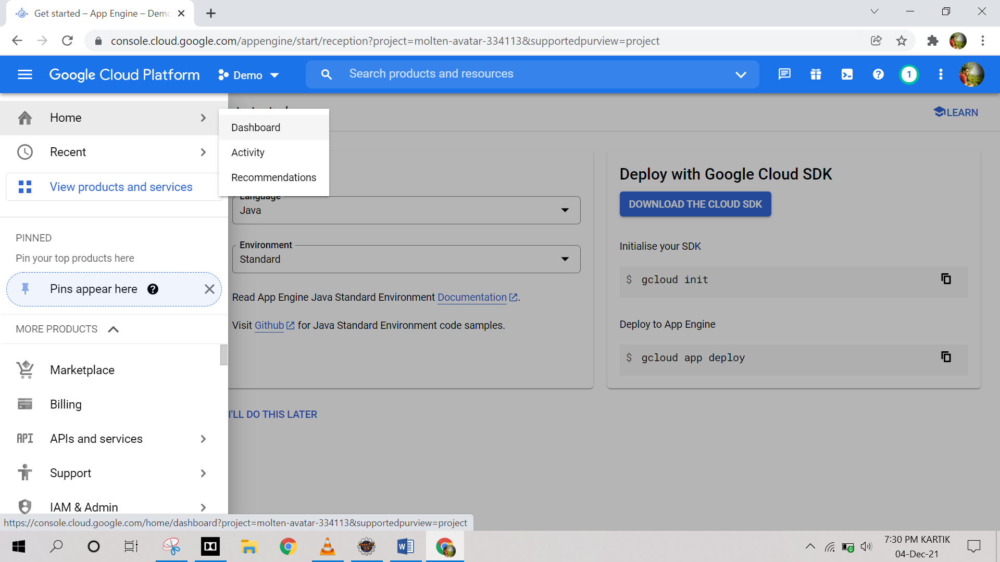 Get started – App Engine – Demo
console.cloud.google.com/appengine/start/reception?project=molten-avatar-334113&supportedpurview=project
Google Cloud Platform
Demo
Search products and resources
1
Home
Recent
View products and services
PINNED
Pin your top products here
Pins appear here
MORE PRODUCTS
Marketplace
Billing
API
APIs and services
Support
IAM & Admin
Dashboard
Activity
Recommendations
LEARN
Language
Java
Environment
Standard
Read App Engine Java Standard Environment Documentation.
Visit Github for Java Standard Environment code samples.
I'LL DO THIS LATER
Deploy with Google Cloud SDK
DOWNLOAD THE CLOUD SDK
Initialise your SDK
$ gcloud init
Deploy to App Engine
$ gcloud app deploy
https://console.cloud.google.com/home/dashboard?project=molten-avatar-334113&supportedpurview=project
7:30 PM KARTIK
04-Dec-21